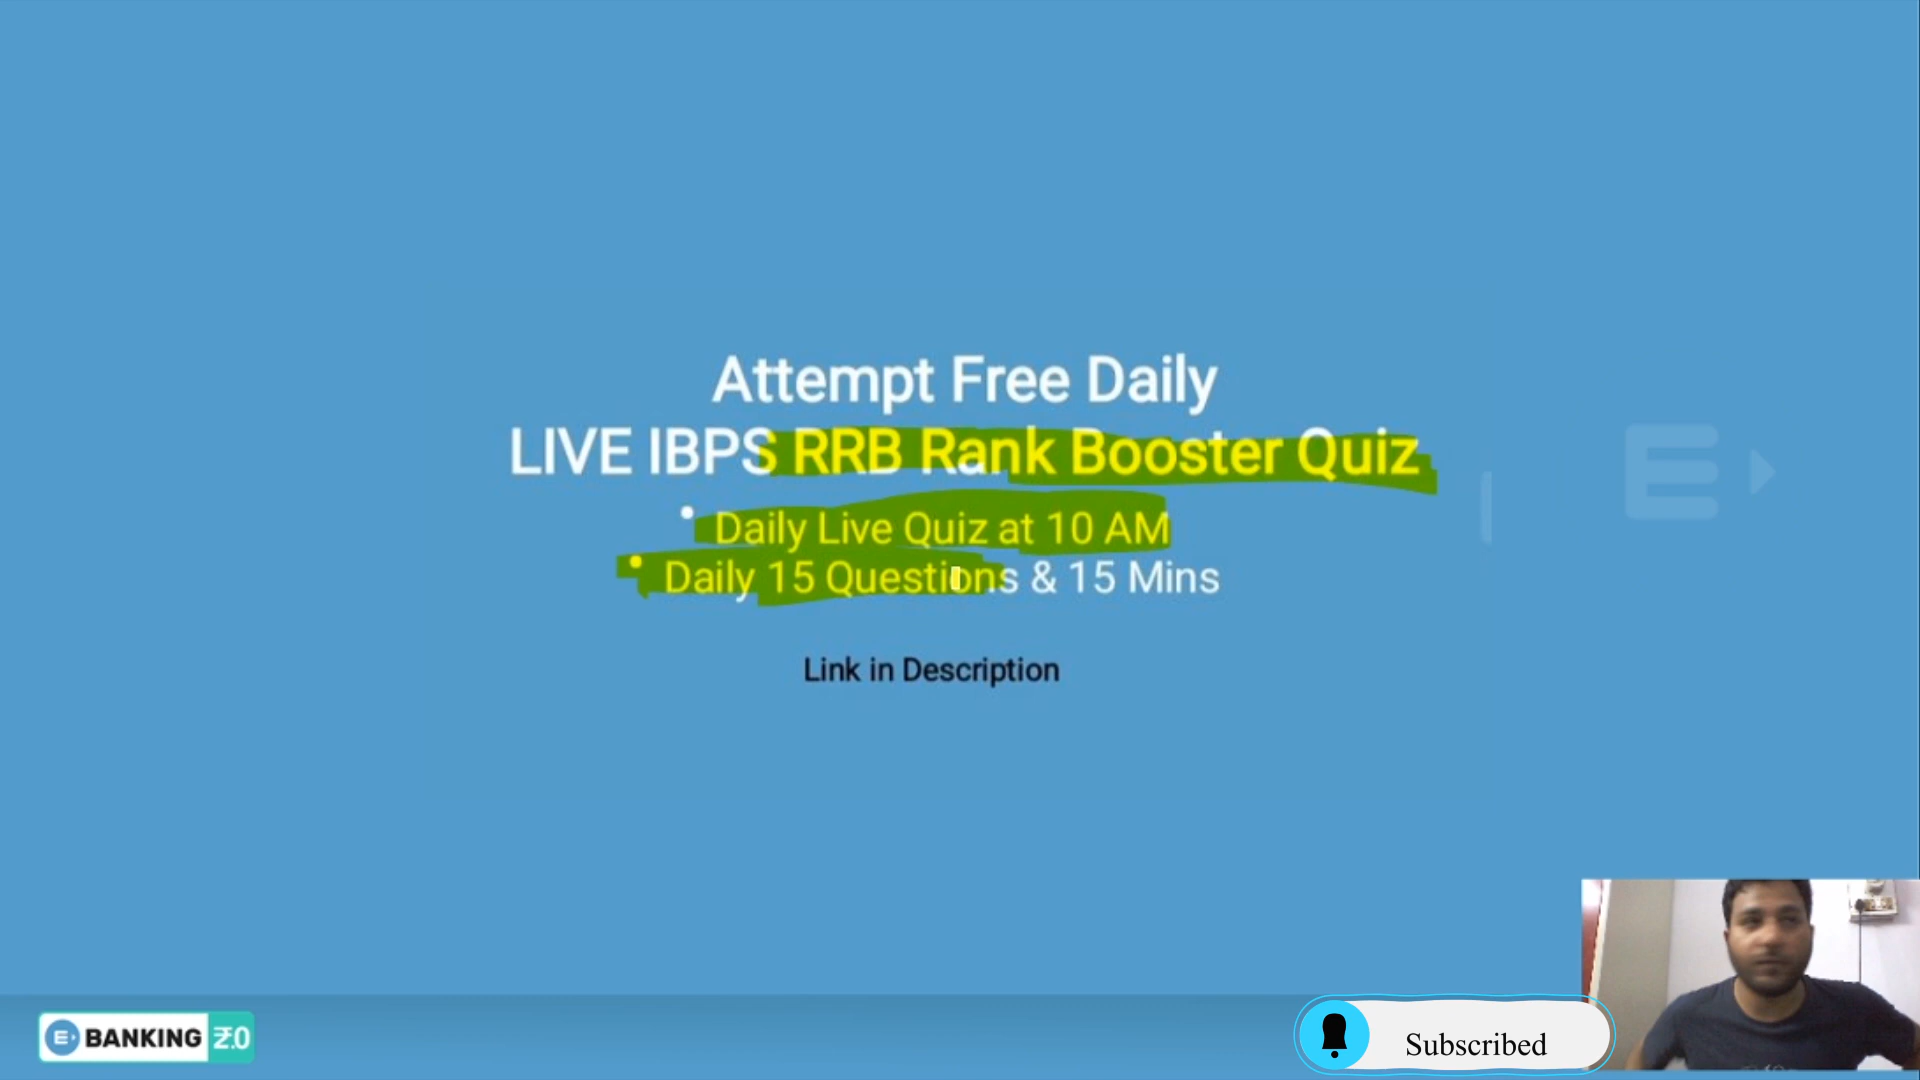 Attempt Free Daily
LIVE IBPS RRB Rank Booster Quiz
• Daily Live Quiz at 10 AM
• Daily 15 Questions & 15 Mins
Link in Description
E
E BANKING ₹.0
Subscribed